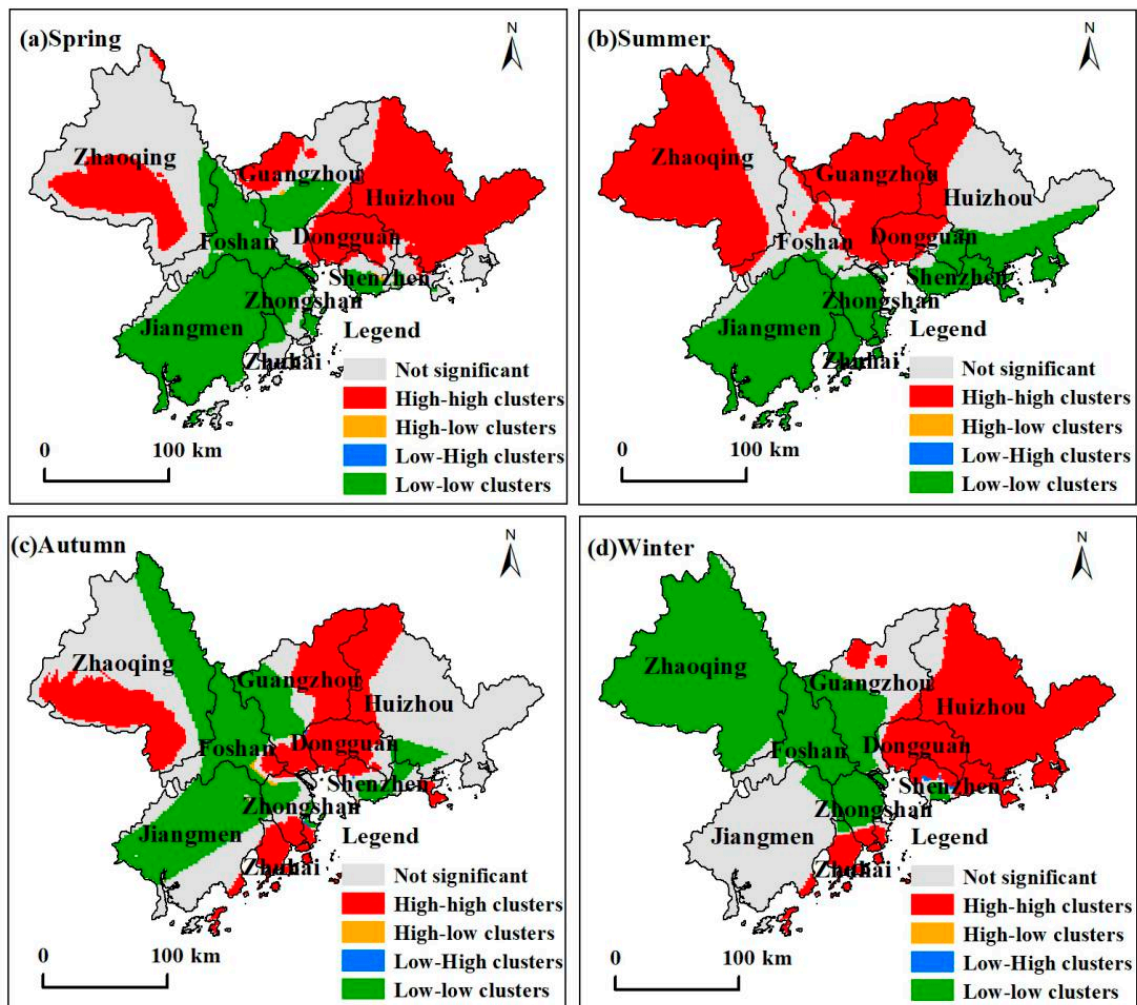 (a)Spring
N
Zhaoqing
Guangzhou
Huizhou
Foshan
Dongguan
Shenzhen
Zhongshan
Jiangmen
Zhuhai
Legend
Not significant
High-high clusters
High-low clusters
Low-High clusters
Low-low clusters
0 100 km
(b)Summer
N
Zhaoqing
Guangzhou
Huizhou
Foshan
Dongguan
Shenzhen
Zhongshan
Jiangmen
Zhuhai
Legend
Not significant
High-high clusters
High-low clusters
Low-High clusters
Low-low clusters
0 100 km
(c)Autumn
N
Zhaoqing
Guangzhou
Huizhou
Foshan
Dongguan
Shenzhen
Zhongshan
Jiangmen
Zhuhai
Legend
Not significant
High-high clusters
High-low clusters
Low-High clusters
Low-low clusters
0 100 km
(d)Winter
N
Zhaoqing
Guangzhou
Huizhou
Foshan
Dongguan
Shenzhen
Zhongshan
Jiangmen
Zhuhai
Legend
Not significant
High-high clusters
High-low clusters
Low-High clusters
Low-low clusters
0 100 km